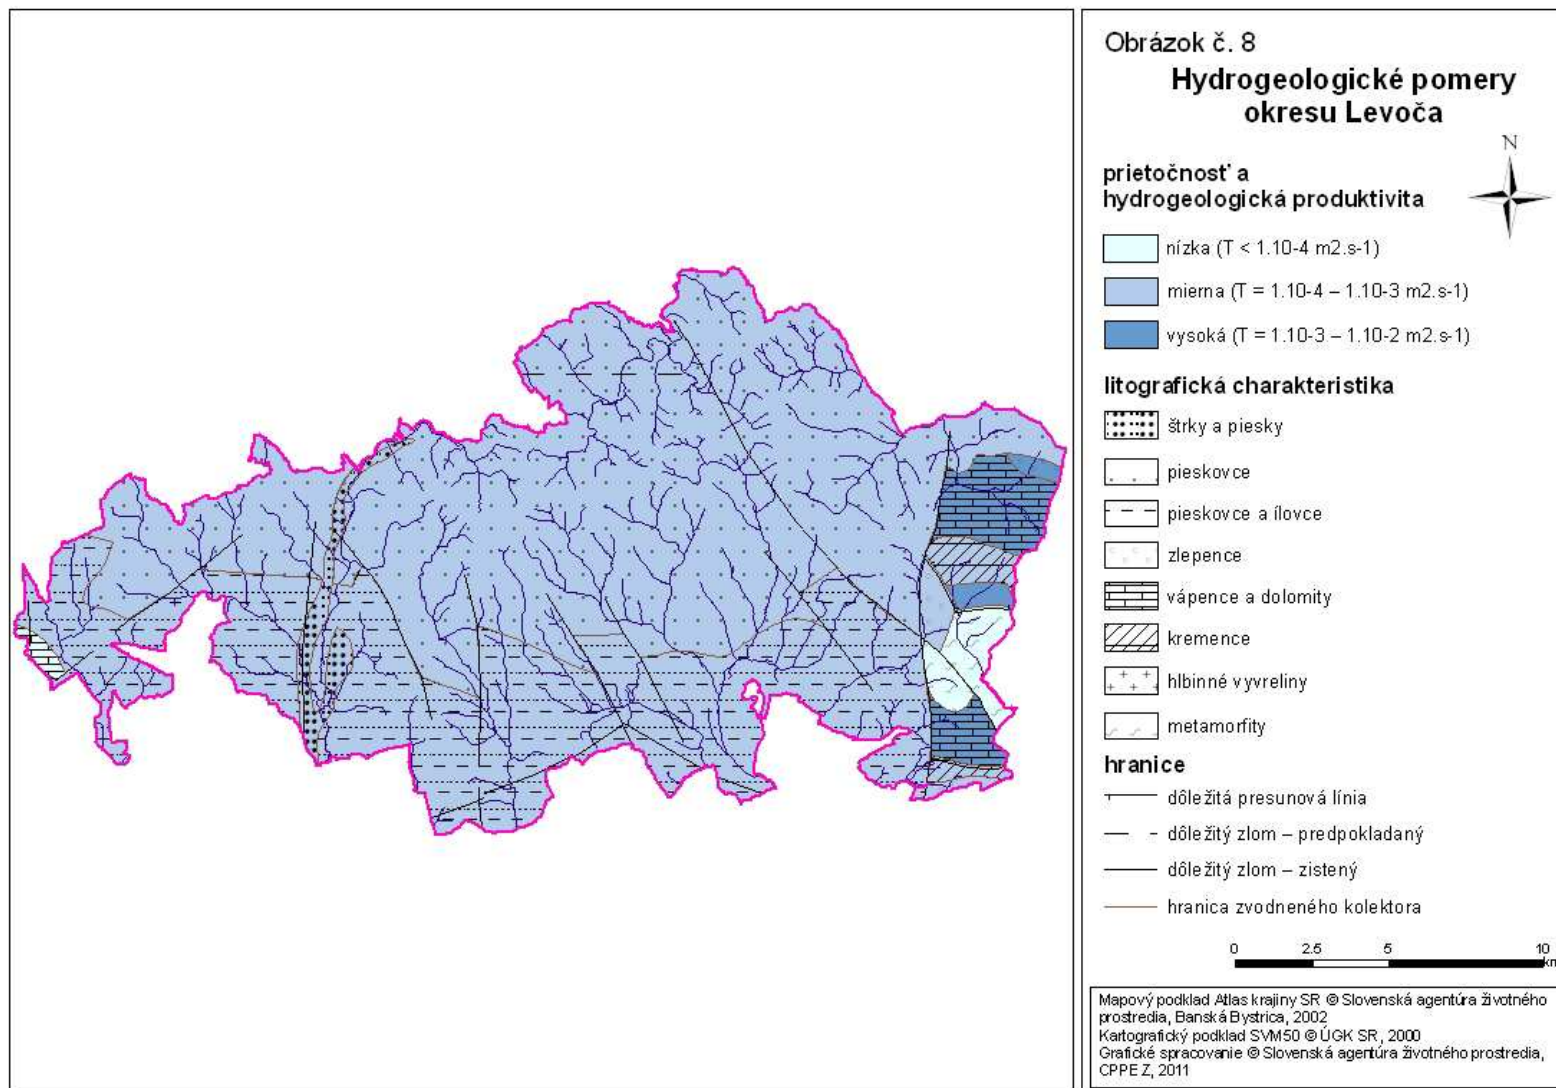 Obrázok č. 8
Hydrogeologické pomery
okresu Levoča
N
prietočnosť a
hydrogeologická produktivita
nízka (T < 1.10-4 m2.s-1)
mierna (T = 1.10-4 – 1.10-3 m2.s-1)
vysoká (T = 1.10-3 – 1.10-2 m2.s-1)
litografická charakteristika
štrky a piesky
pieskovce
pieskovce a ílovce
zlepence
vápence a dolomity
kremence
hlbinné vyvreliny
metamorfity
hranice
dôležitá presunová línia
dôležitý zlom – predpokladaný
dôležitý zlom – zistený
hranica zvodneného kolektora
0 2.5 5 10
km
Mapový podklad Atlas krajiny SR © Slovenská agentúra životného
prostredia, Banská Bystrica, 2002
Kartografický podklad SVM50 © ÚGK SR, 2000
Grafické spracovanie © Slovenská agentúra životného prostredia,
CPPE Z, 2011